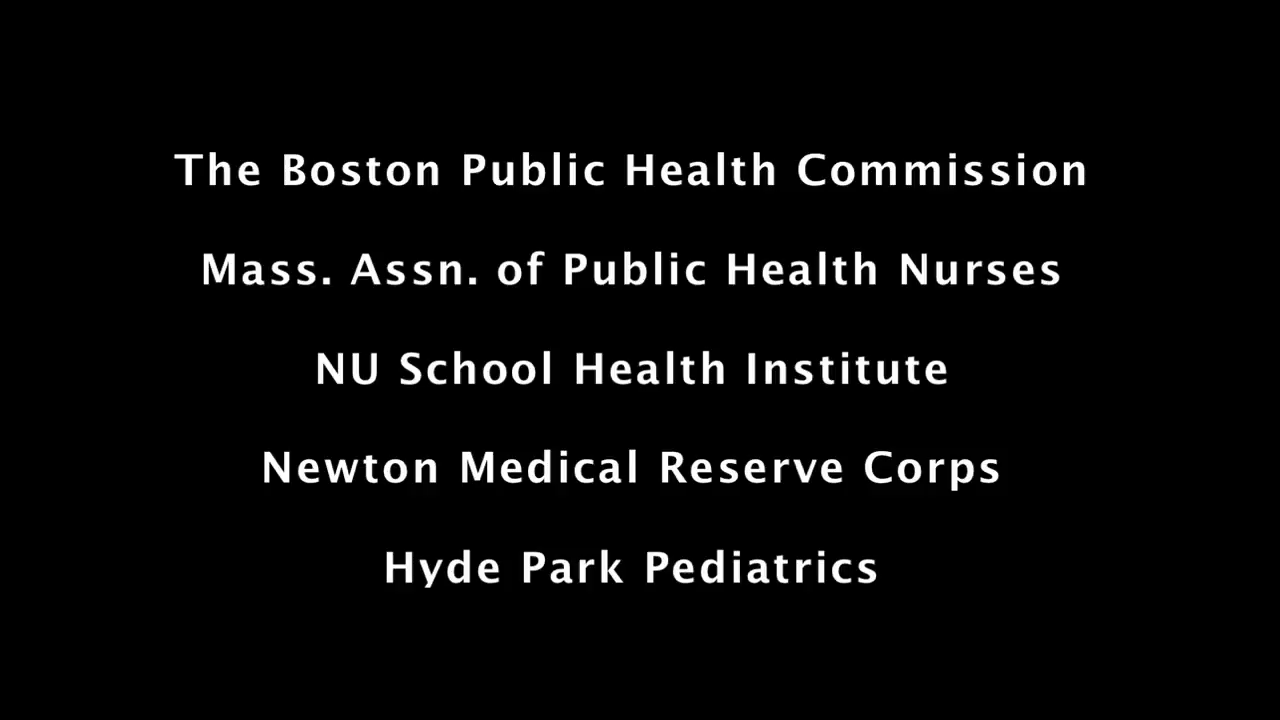 The Boston Public Health Commission
Mass. Assn. of Public Health Nurses
NU School Health Institute
Newton Medical Reserve Corps
Hyde Park Pediatrics